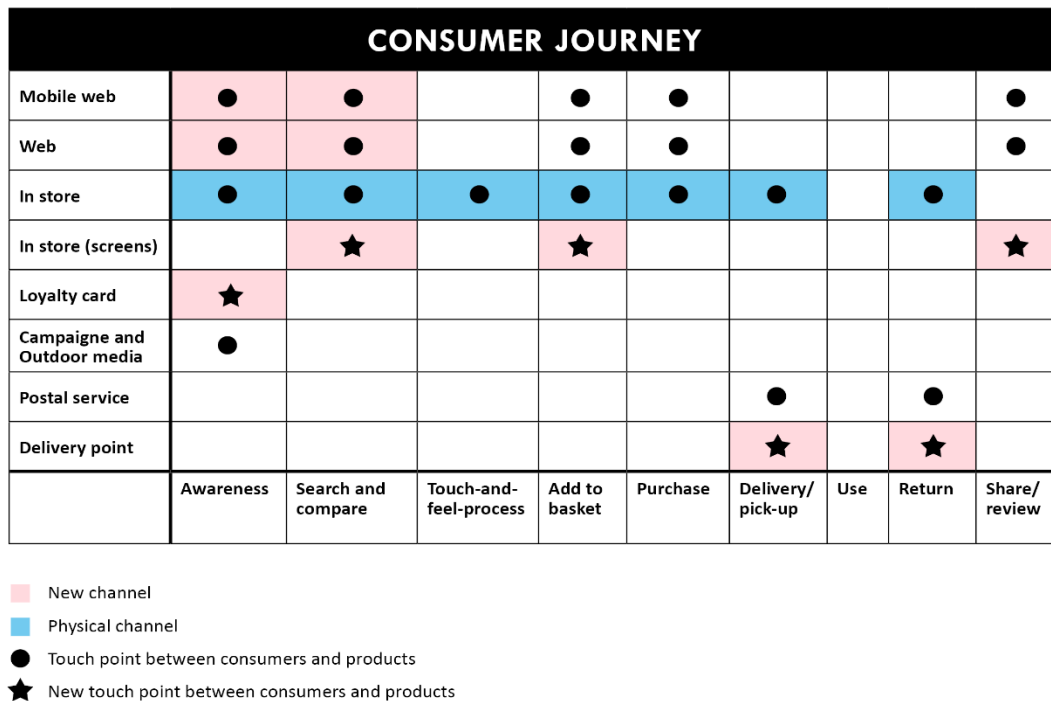 CONSUMER JOURNEY
Mobile web
Web
In store
In store (screens)
Loyalty card
Campaigne and
Outdoor media
Postal service
Delivery point
Awareness
Search and
compare
Touch-and-
feel-process
Add to
basket
Purchase
Delivery/
pick-up
Use
Return
Share/
review
New channel
Physical channel
Touch point between consumers and products
New touch point between consumers and products